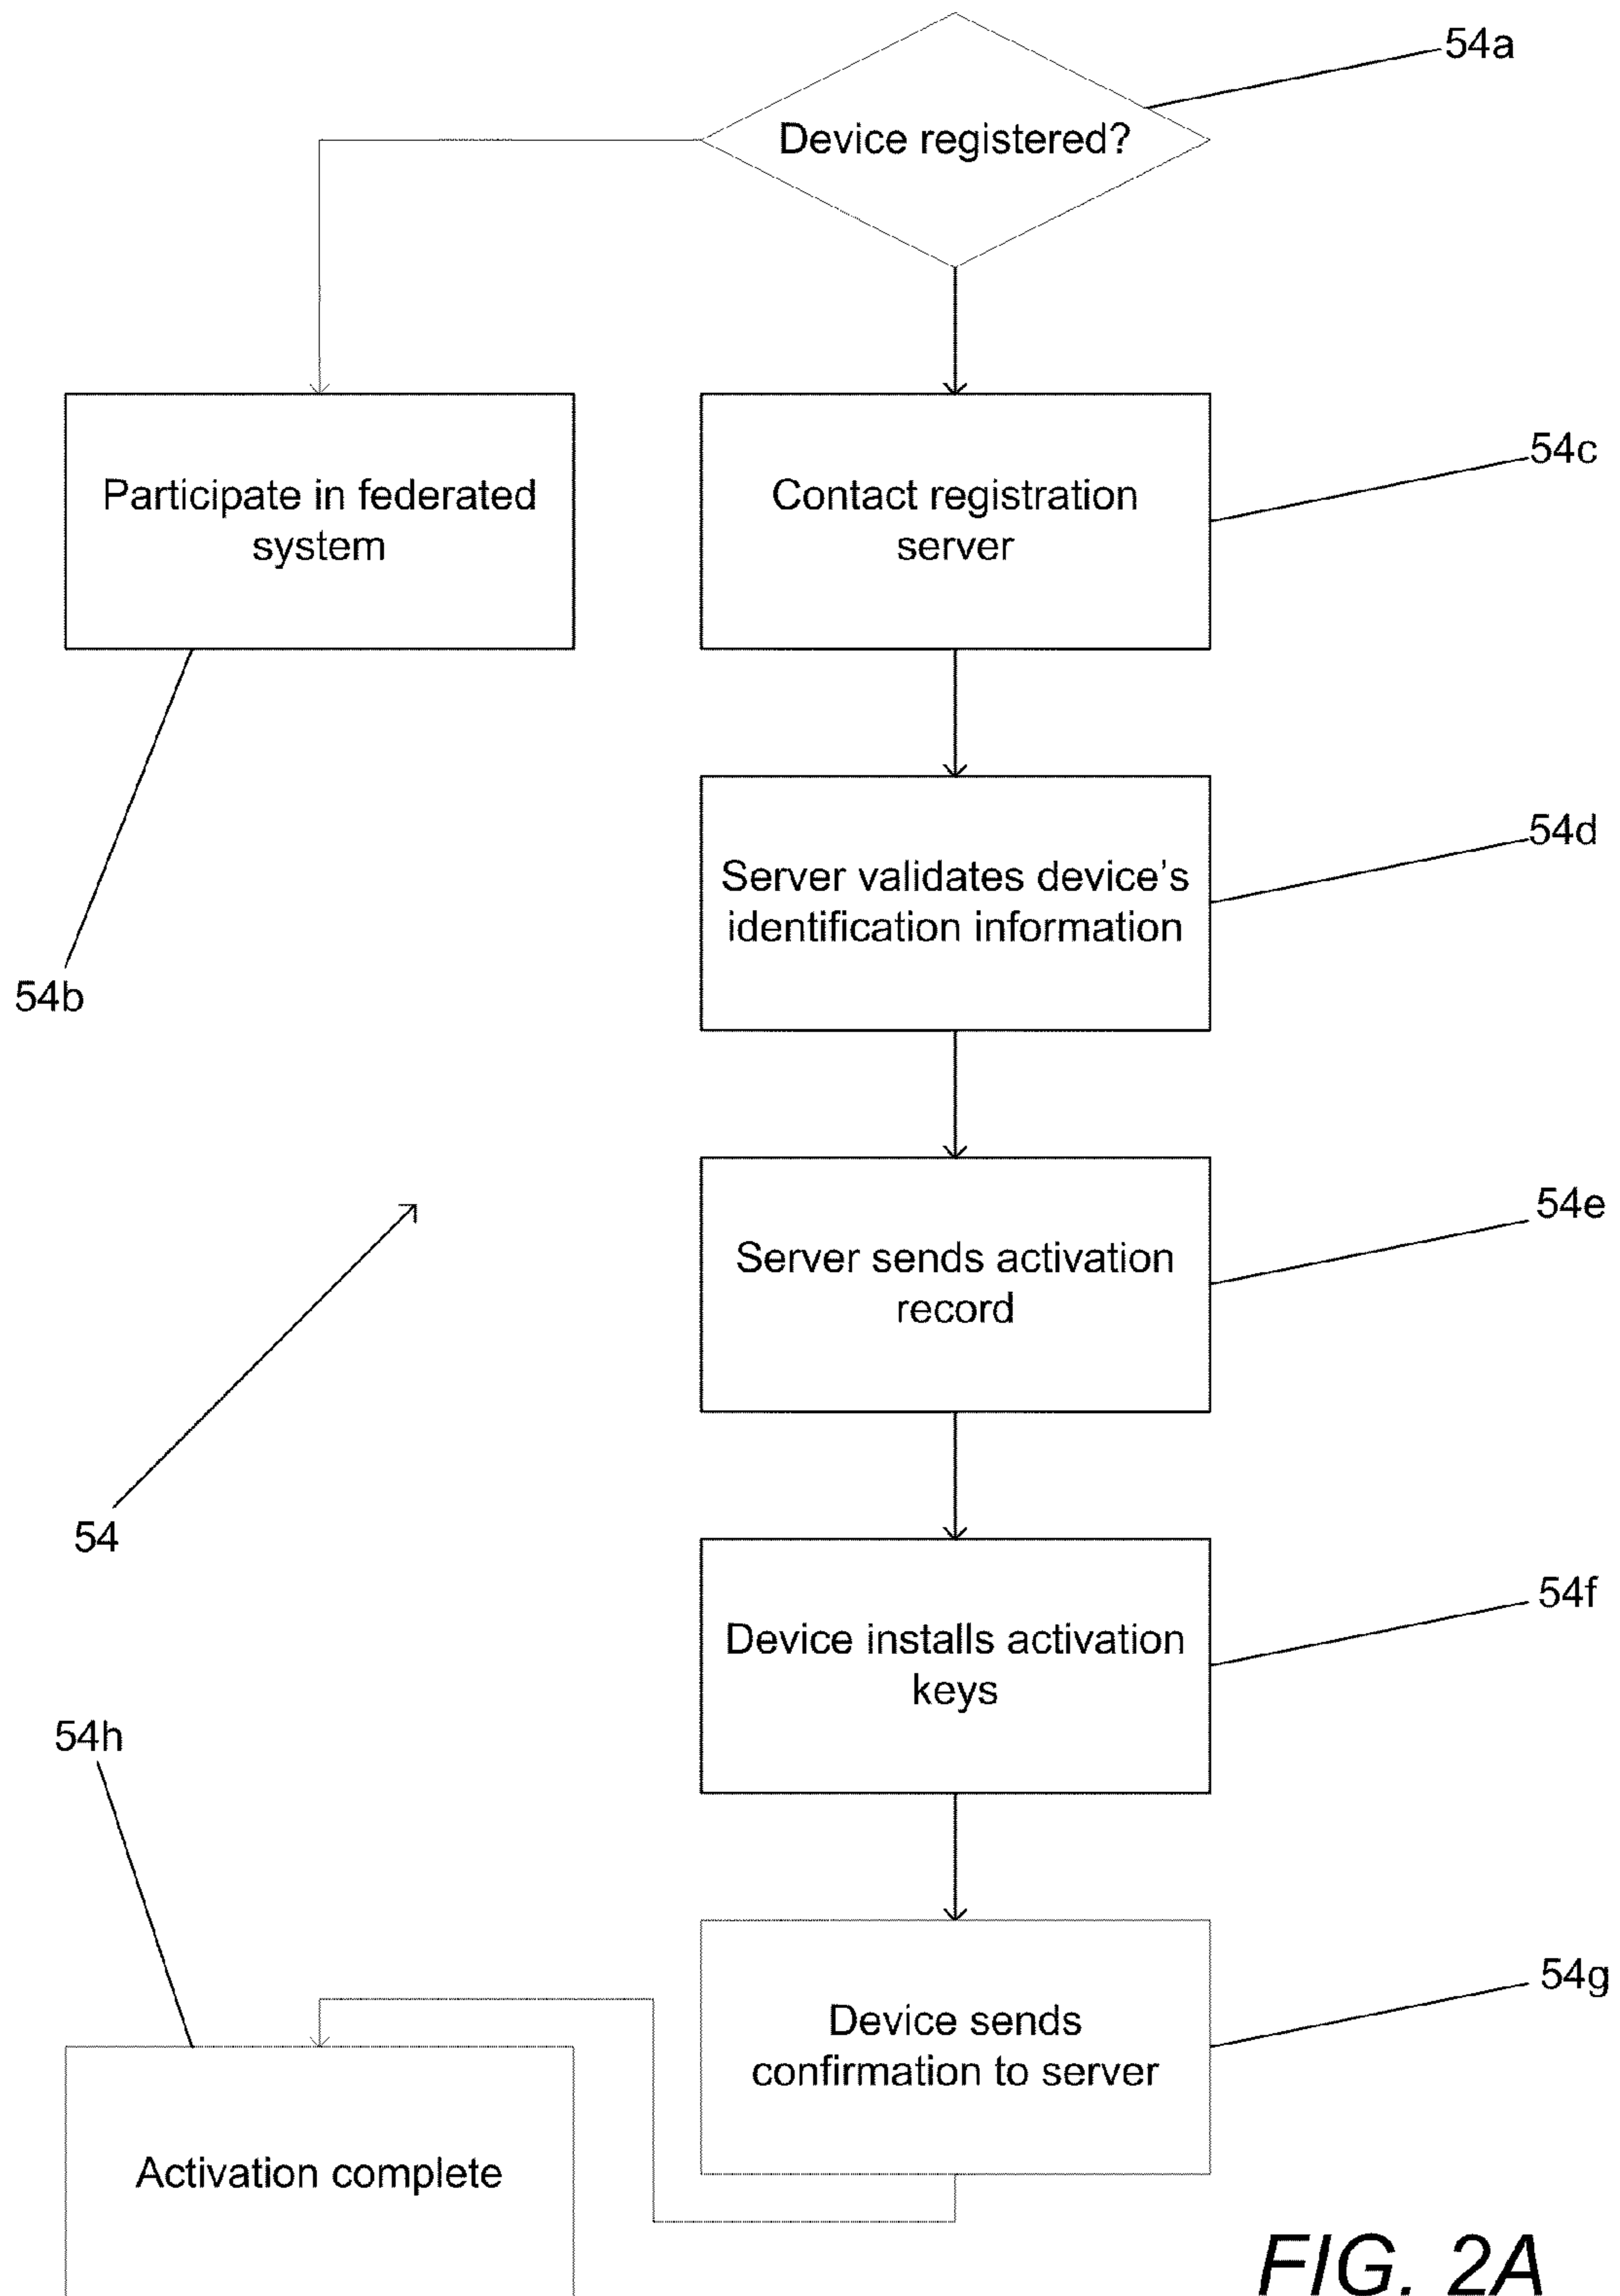 54a
Device registered?
Participate in federated
system
Contact registration
server
54c
Server validates device's
identification information
54d
54b
Server sends activation
record
54e
54
Device installs activation
keys
54f
54h
Device sends
confirmation to server
54g
Activation complete
FIG. 2A